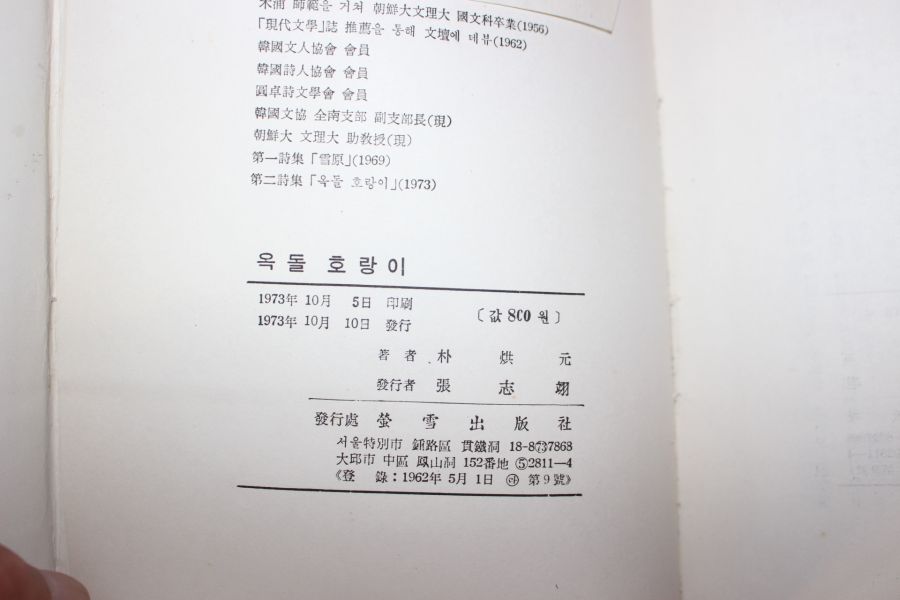 木浦 師範을 거쳐 朝鮮大文理大 國文科卒業(1956)
「現代文學」誌 推薦을 통해 文壇에 데뷰(1962)
韓國文人協會 會員
韓國詩人協會 會員
圓卓詩文學會 會員
韓國文協 全南支部 副支部長(現)
朝鮮大 文理大 助敎授(現)
第一詩集 「雪原」(1969)
第二詩集 「옥돌 호랑이」(1973)
옥돌 호랑이
1973年 10月 5日 印刷
1973年 10月 10日 發行
〔값 800 원〕
著者 朴烘元
發行者 張志翊
發行處 螢雪出版社
서울特別市 鍾路區 貫鐵洞 18-8 ㉗7868
大邱市 中區 鳳山洞 152番地 ⑤2811—4
《登錄：1962年 5月 1日 ㉱ 第9號》